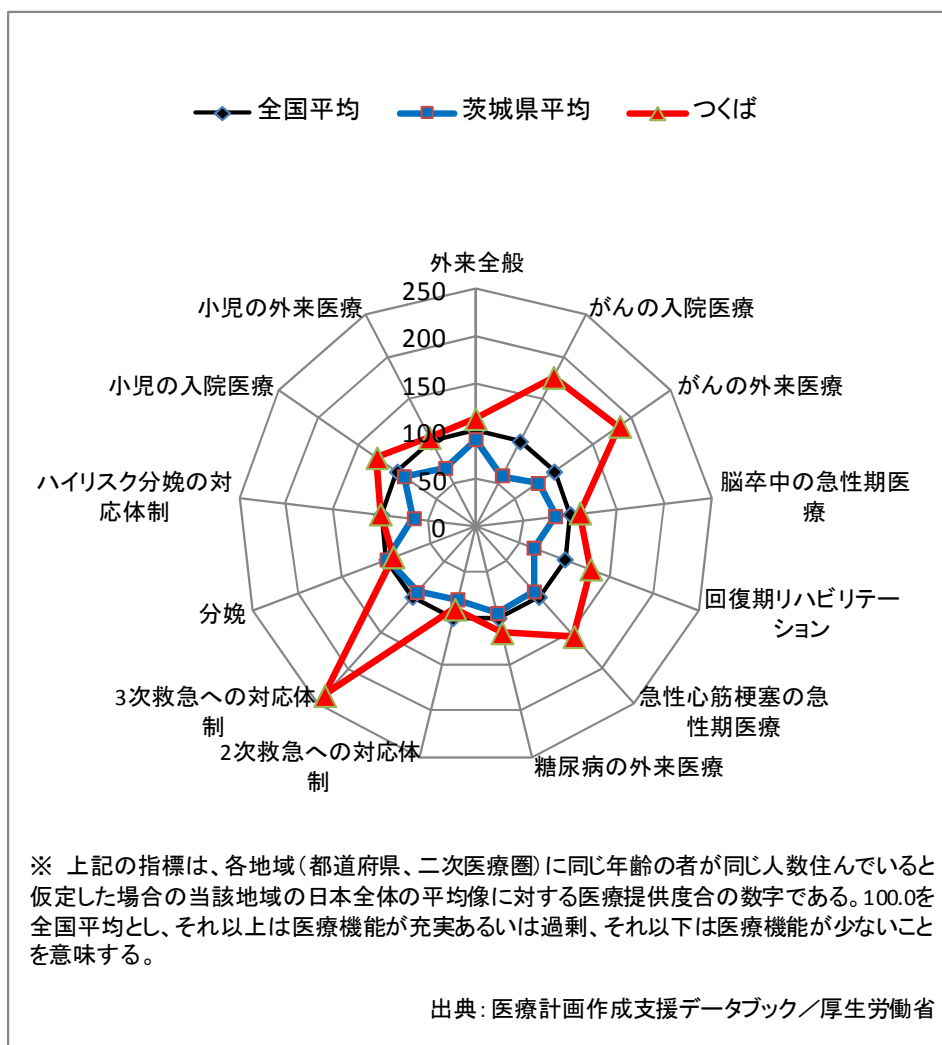 全国平均 茨城県平均 つくば
外来全般
がんの入院医療
がんの外来医療
脳卒中の急性期医
療
回復期リハビリテー
ション
急性心筋梗塞の急
性期医療
糖尿病の外来医療
2次救急への対応体
制
3次救急への対応体
制
分娩
ハイリスク分娩の対
応体制
小児の入院医療
小児の外来医療
250
200
150
100
50
0
※ 上記の指標は、各地域（都道府県、二次医療圏）に同じ年齢の者が同じ人数住んでいると
仮定した場合の当該地域の日本全体の平均像に対する医療提供度合の数字である。100.0を
全国平均とし、それ以上は医療機能が充実あるいは過剰、それ以下は医療機能が少ないこと
を意味する。
出典：医療計画作成支援データブック／厚生労働省